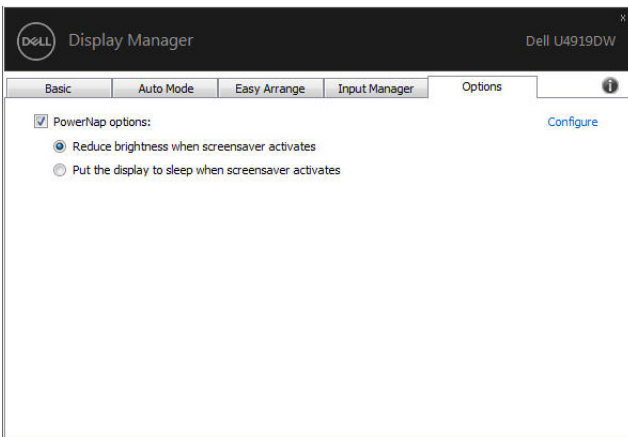 x
DELL Display Manager Dell U4919DW
Basic Auto Mode Easy Arrange Input Manager Options i
PowerNap options: Configure
Reduce brightness when screensaver activates
Put the display to sleep when screensaver activates